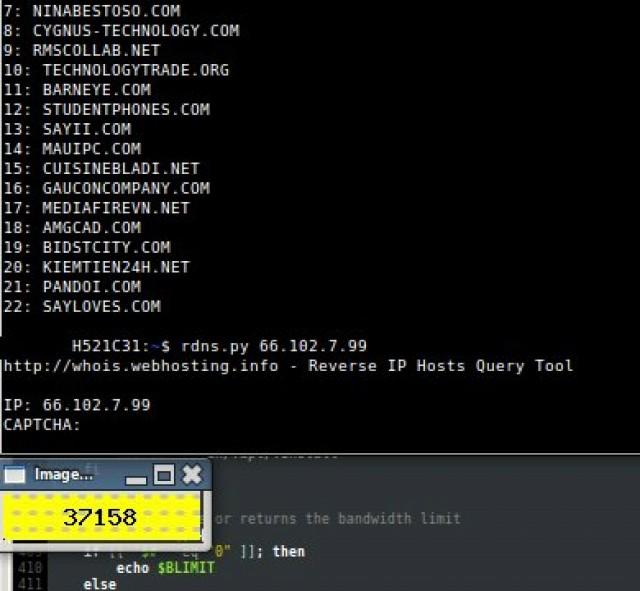 7: NINABESTOSO.COM
8: CYGNUS-TECHNOLOGY.COM
9: RMSCOLLAB.NET
10: TECHNOLOGYTRADE.ORG
11: BARNEYE.COM
12: STUDENTPHONES.COM
13: SAYII.COM
14: MAUIPC.COM
15: CUISINEBLADI.NET
16: GAUCONCOMPANY.COM
17: MEDIAFIREVN.NET
18: AMGCAD.COM
19: BIDSTCITY.COM
20: KIEMTIEN24H.NET
21: PANDOI.COM
22: SAYLOVES.COM
H521C31:~$ rdns.py 66.102.7.99
http://whois.webhosting.info - Reverse IP Hosts Query Tool
IP: 66.102.7.99
CAPTCHA:
Image...
37158
or returns the bandwidth limit
"0" ]]; then
410 echo $BLIMIT
411 else